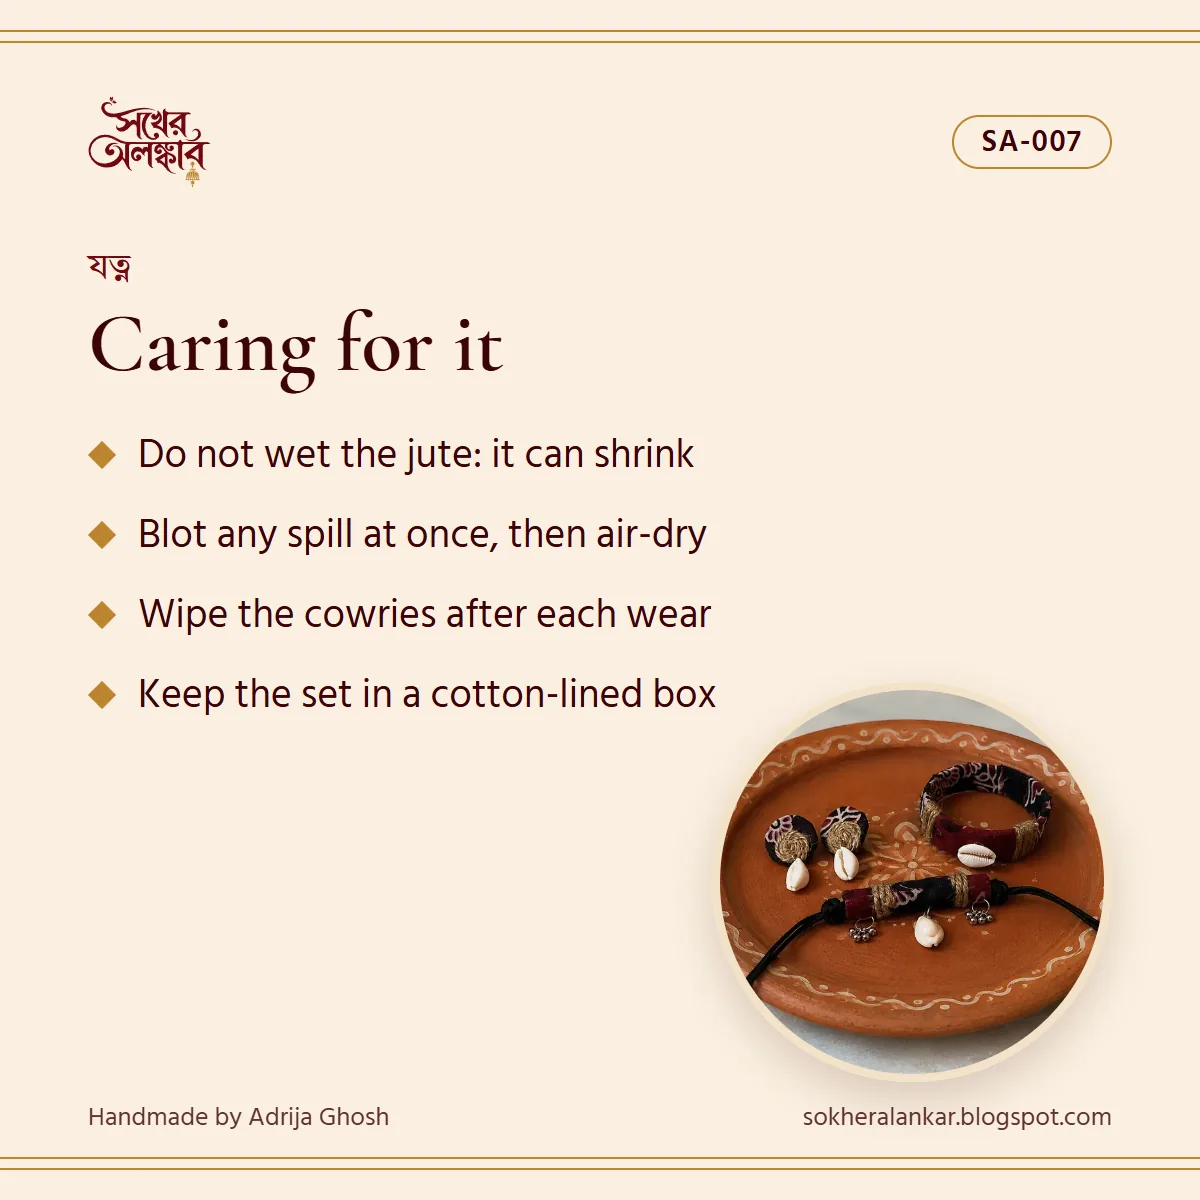 সখের
অলঙ্কার
SA-007
যত্ন
Caring for it
Do not wet the jute: it can shrink
Blot any spill at once, then air-dry
Wipe the cowries after each wear
Keep the set in a cotton-lined box
Handmade by Adrija Ghosh
sokheralankar.blogspot.com